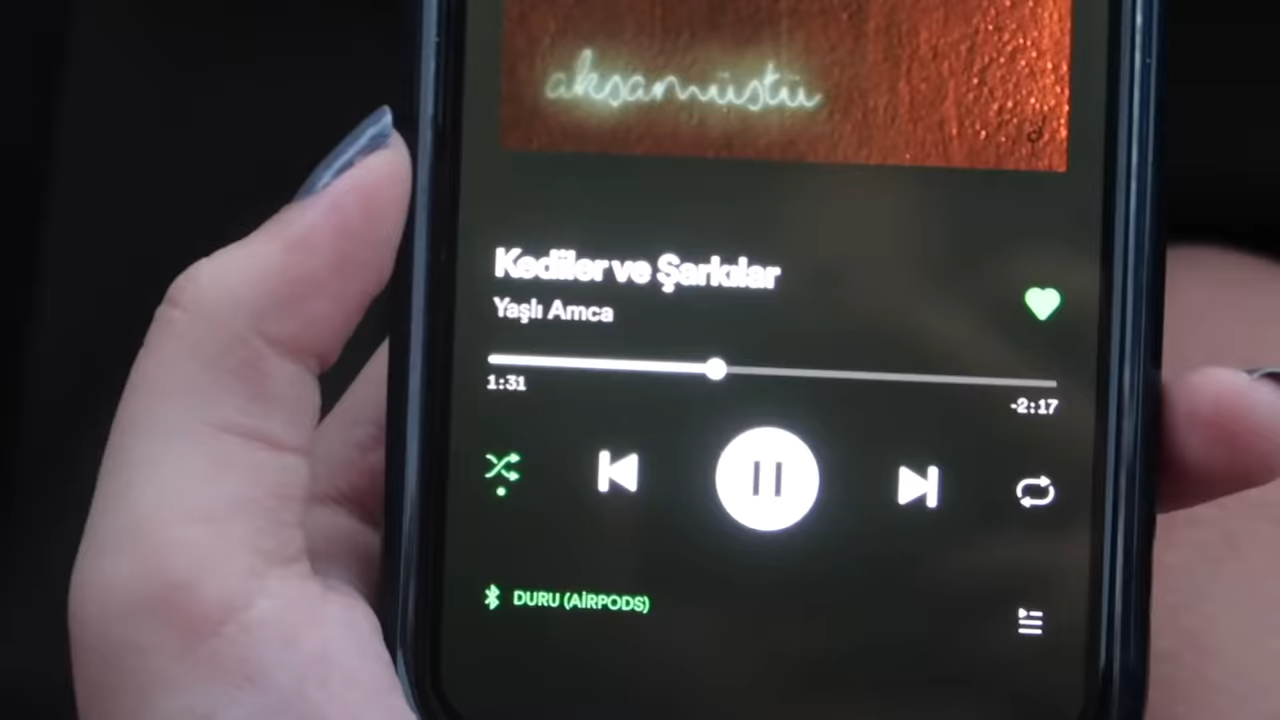 akşamüstü
Kediler ve Şarkılar
Yaşlı Amca
1:31
-2:17
DURU (AİRPODS)